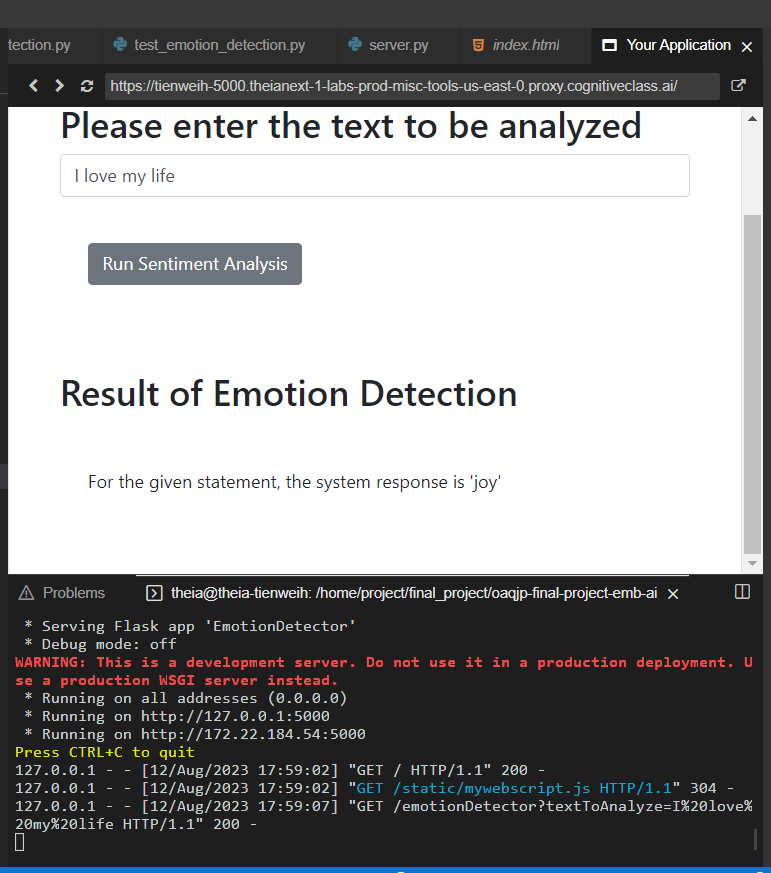 tection.py test_emotion_detection.py server.py index.html Your Application
https://tienweih-5000.theianext-1-labs-prod-misc-tools-us-east-0.proxy.cognitiveclass.ai/
Please enter the text to be analyzed
I love my life
Run Sentiment Analysis
Result of Emotion Detection
For the given statement, the system response is 'joy'
Problems theia@theia-tienweih: /home/project/final_project/oaqjp-final-project-emb-ai
* Serving Flask app 'EmotionDetector'
* Debug mode: off
WARNING: This is a development server. Do not use it in a production deployment. U
se a production WSGI server instead.
* Running on all addresses (0.0.0.0)
* Running on http://127.0.0.1:5000
* Running on http://172.22.184.54:5000
Press CTRL+C to quit
127.0.0.1 - - [12/Aug/2023 17:59:02] "GET / HTTP/1.1" 200 -
127.0.0.1 - - [12/Aug/2023 17:59:02] "GET /static/mywebscript.js HTTP/1.1" 304 -
127.0.0.1 - - [12/Aug/2023 17:59:07] "GET /emotionDetector?textToAnalyze=I%20love%
20my%20life HTTP/1.1" 200 -